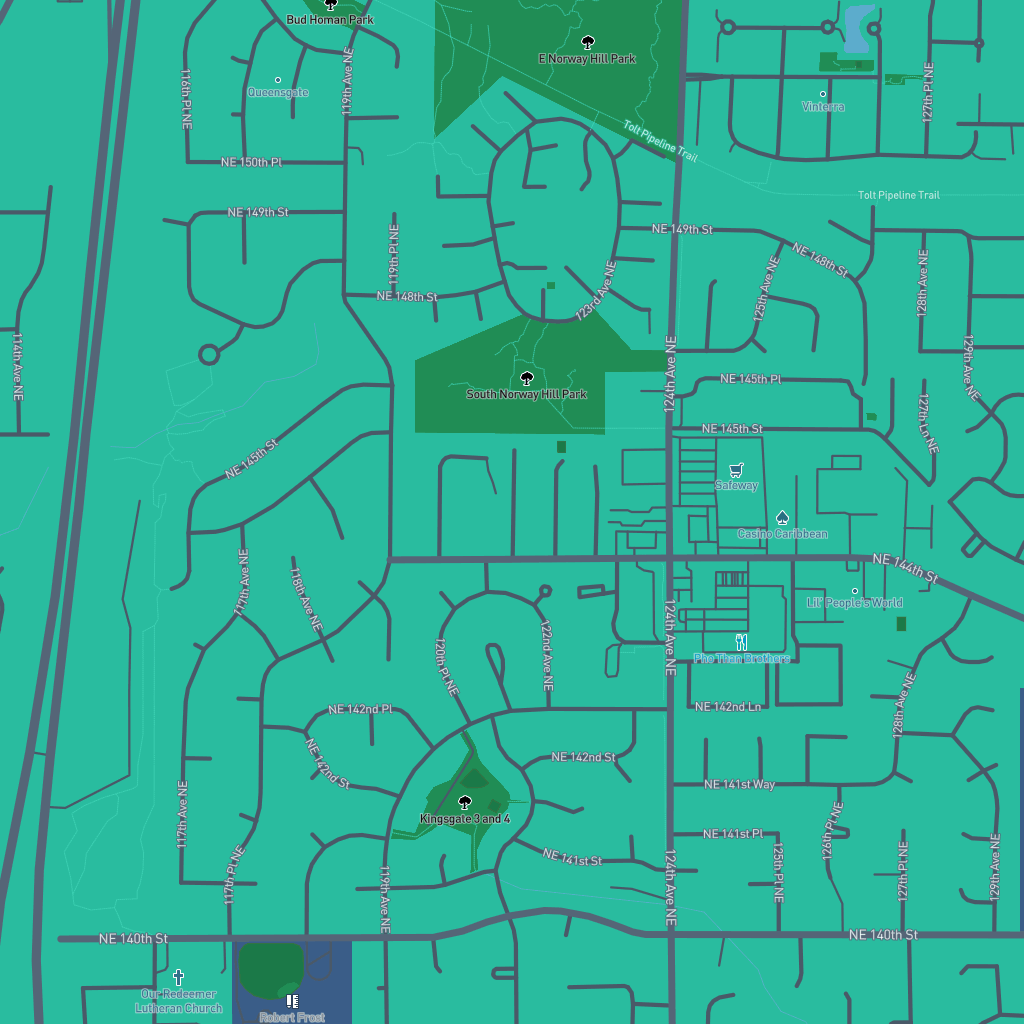 Bud Homan Park
E Norway Hill Park
Queensgate
116th Pl NE
119th Ave NE
Vinterra
127th Pl NE
Tolt Pipeline Trail
NE 150th Pl
Tolt Pipeline Trail
NE 149th St
NE 149th St
119th Pl NE
NE 148th St
NE 148th St
123rd Ave NE
125th Ave NE
128th Ave NE
114th Ave NE
124th Ave NE
129th Ave NE
NE 145th Pl
South Norway Hill Park
127th Ln NE
NE 145th St
NE 145th St
Safeway
Casino Caribbean
NE 144th St
117th Ave NE
118th Ave NE
Lil' People's World
124th Ave NE
120th Pl NE
122nd Ave NE
Pho Than Brothers
128th Ave NE
NE 142nd Pl
NE 142nd Ln
NE 142nd St
NE 142nd St
NE 141st Way
Kingsgate 3 and 4
117th Ave NE
126th Pl NE
NE 141st Pl
NE 141st St
117th Pl NE
119th Ave NE
124th Ave NE
125th Pl NE
127th Pl NE
129th Ave NE
NE 140th St
NE 140th St
Our Redeemer
Lutheran Church
Robert Frost